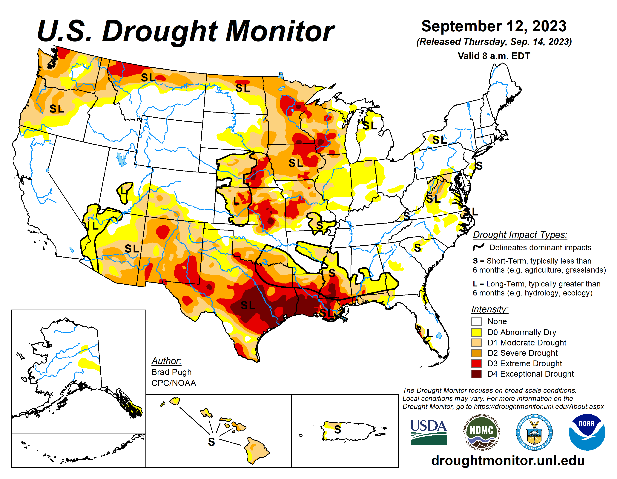 U.S. Drought Monitor
September 12, 2023
(Released Thursday, Sep. 14, 2023)
Valid 8 a.m. EDT
SL
SL
SL
SL
SL
SL
S
SL
SL
L
L
S
S
S
L
SL
SL
SL
L
S
S
Drought Impact Types:
Delineates dominant impacts
S = Short-Term, typically less than
6 months (e.g. agriculture, grasslands)
L = Long-Term, typically greater than
6 months (e.g. hydrology, ecology)
Intensity:
None
D0 Abnormally Dry
D1 Moderate Drought
D2 Severe Drought
D3 Extreme Drought
D4 Exceptional Drought
Author:
Brad Pugh
CPC/NOAA
The Drought Monitor focuses on broad-scale conditions.
Local conditions may vary. For more information on the
Drought Monitor, go to https://droughtmonitor.unl.edu/About.aspx
USDA
NDMC
NOAA
droughtmonitor.unl.edu